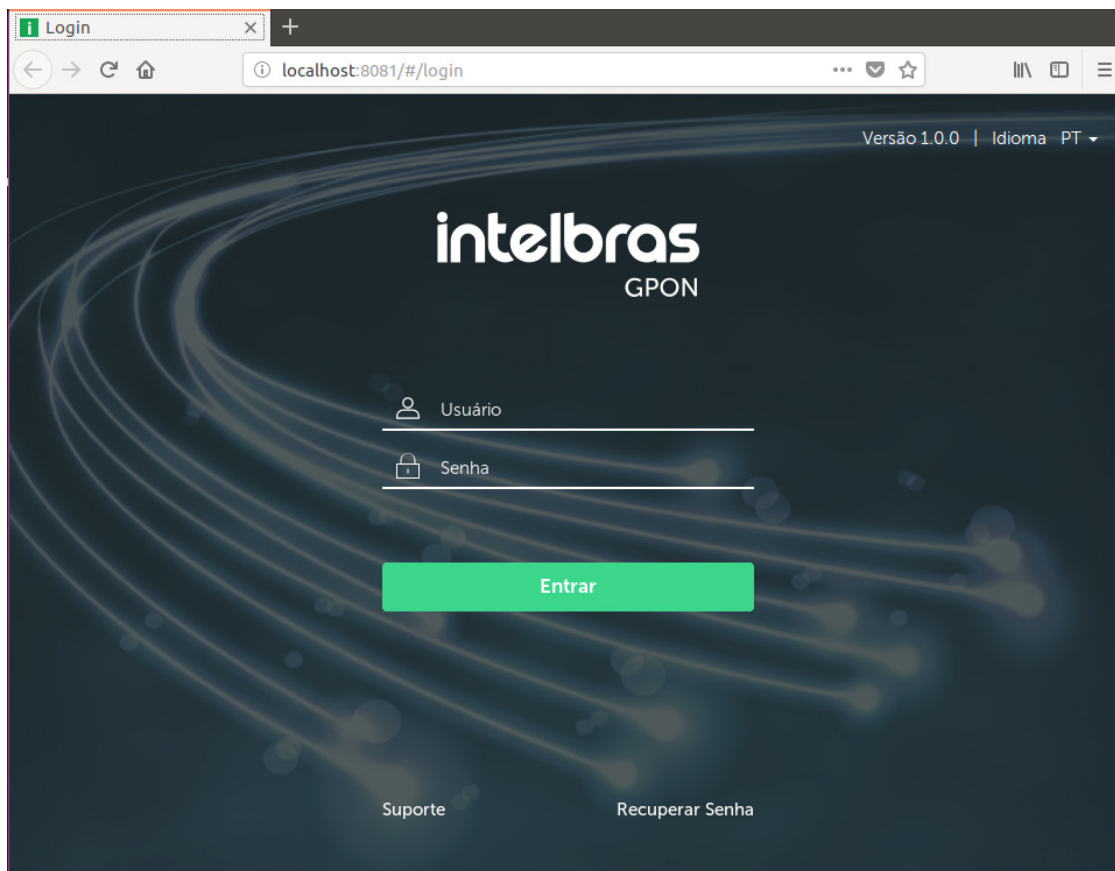 Login
localhost:8081/#/login
Versão 1.0.0 | Idioma PT
intelbras
GPON
Usuário
Senha
Entrar
Suporte Recuperar Senha